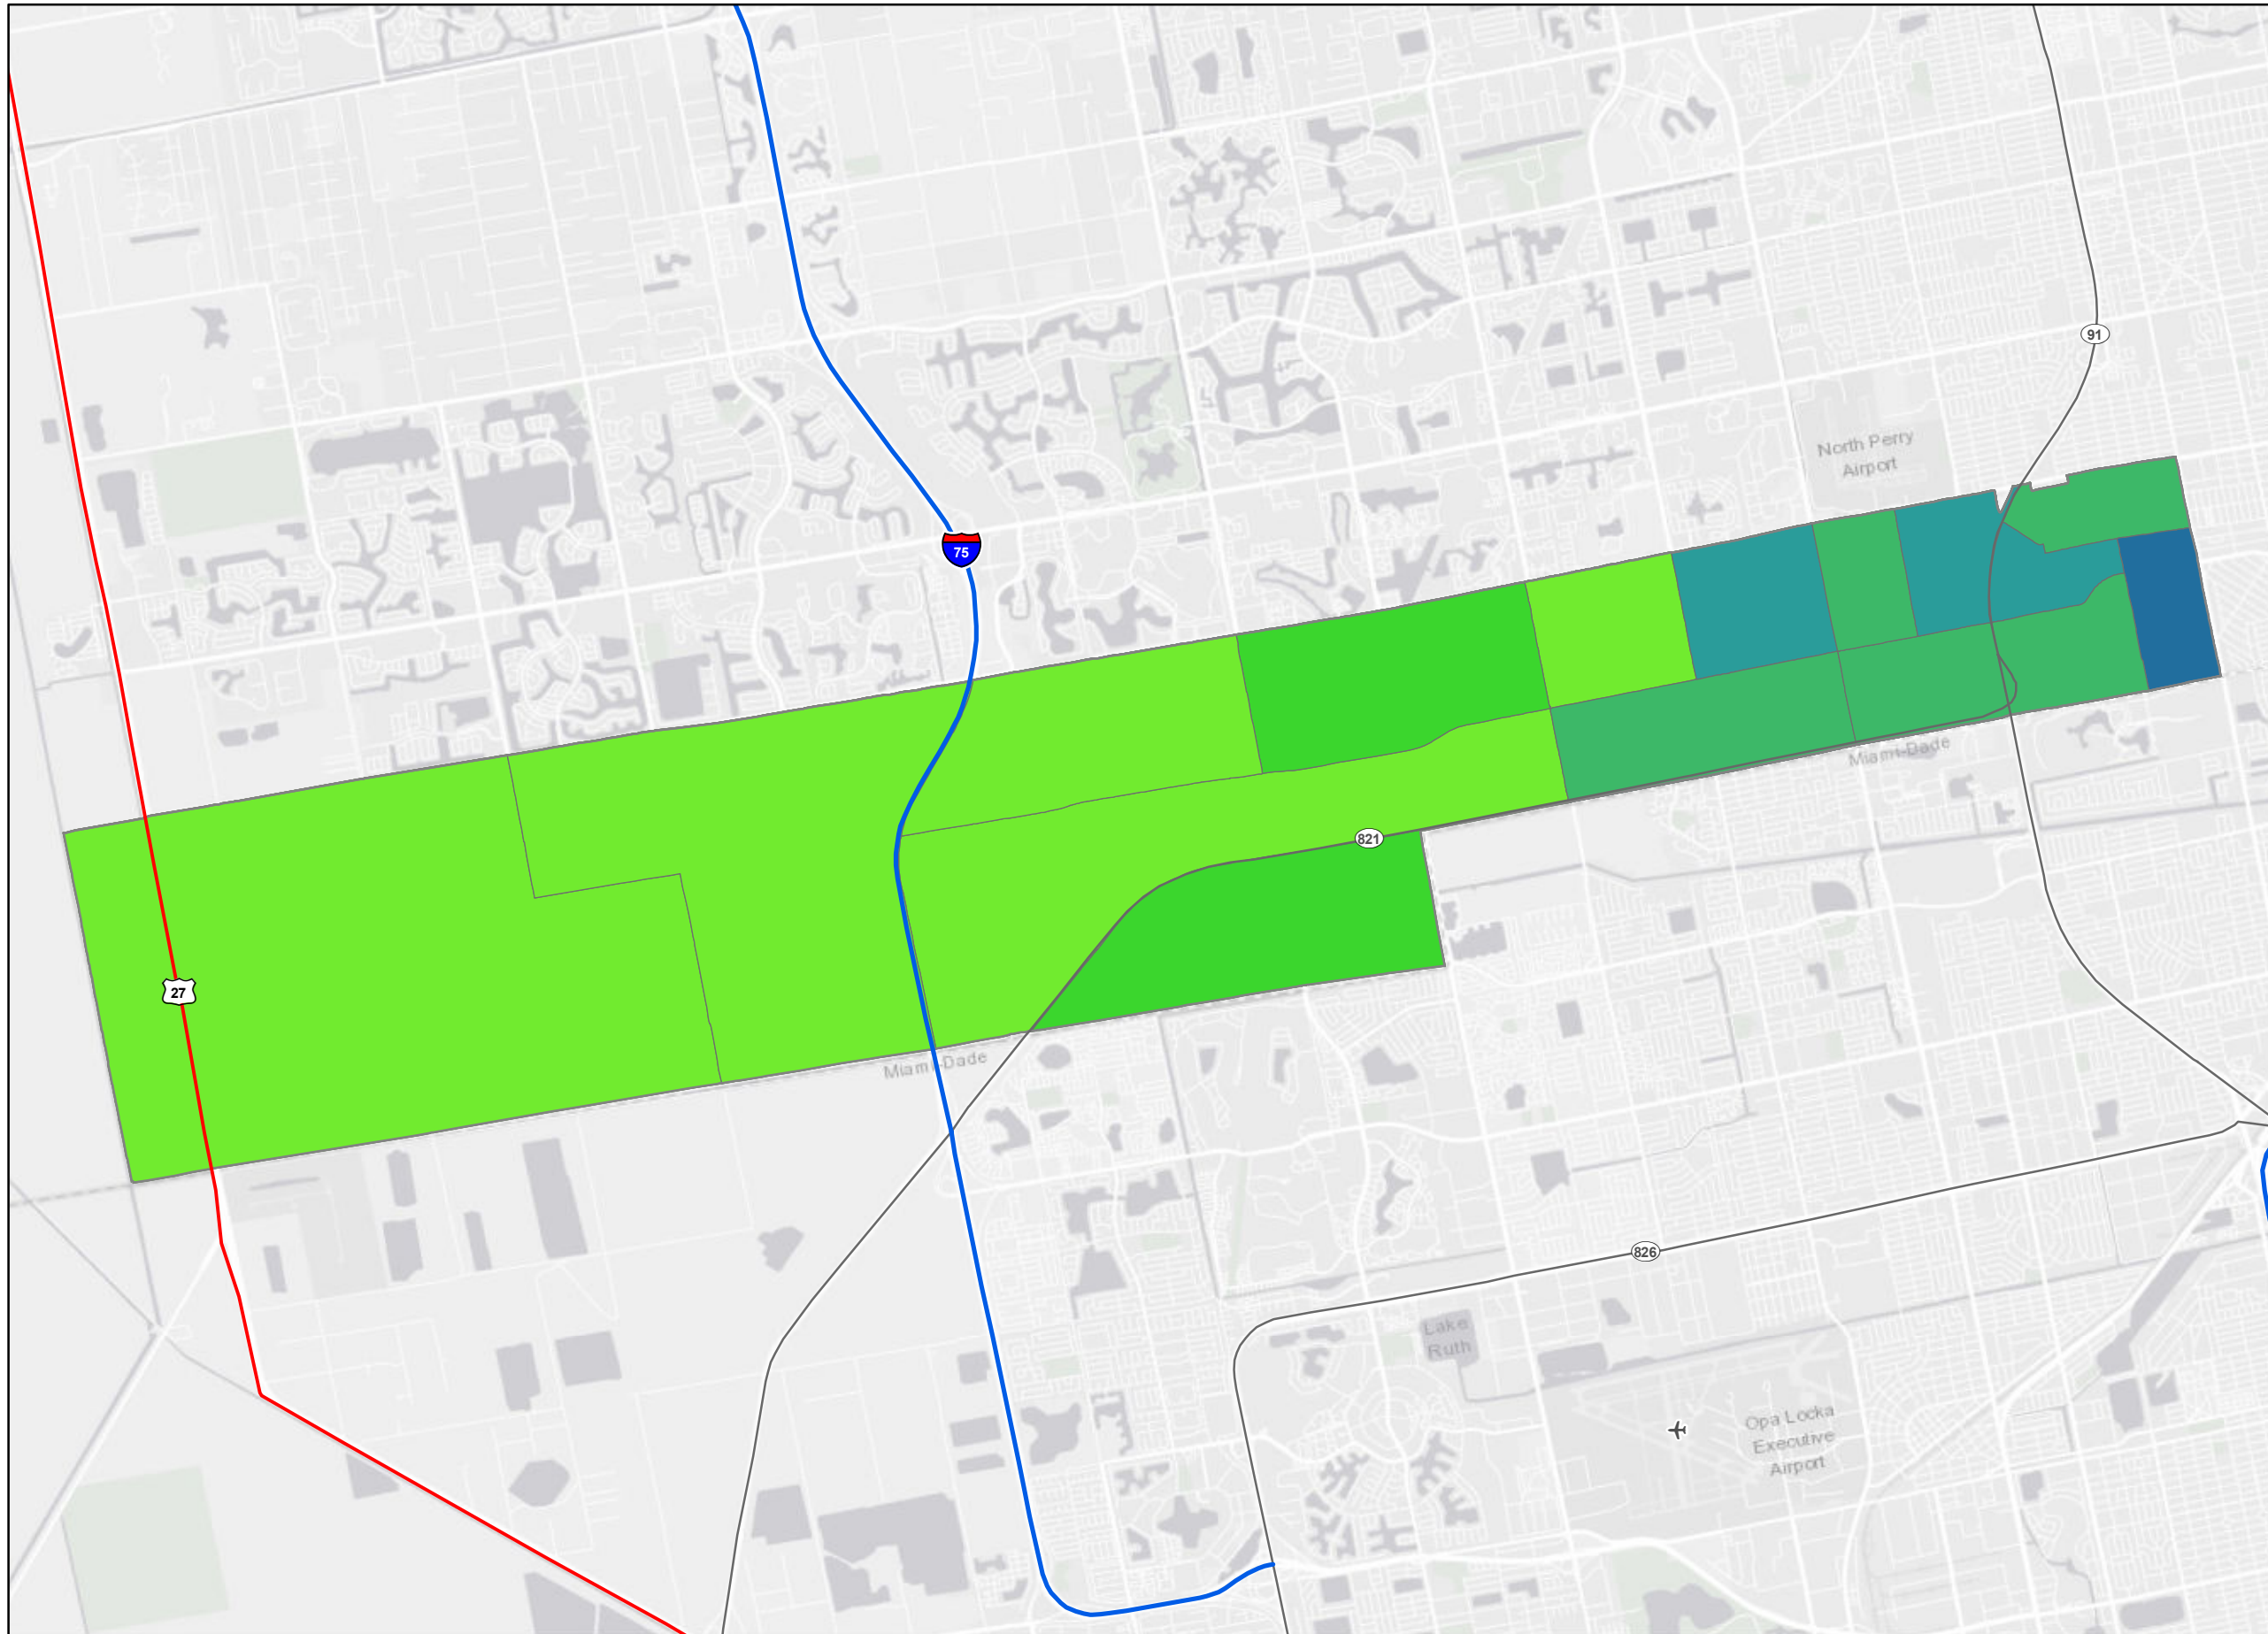 91
North Perry
Airport
75
Miami-Dade
821
27
Miami-Dade
826
Lake
Ruth
Opa Locka
Executive
Airport